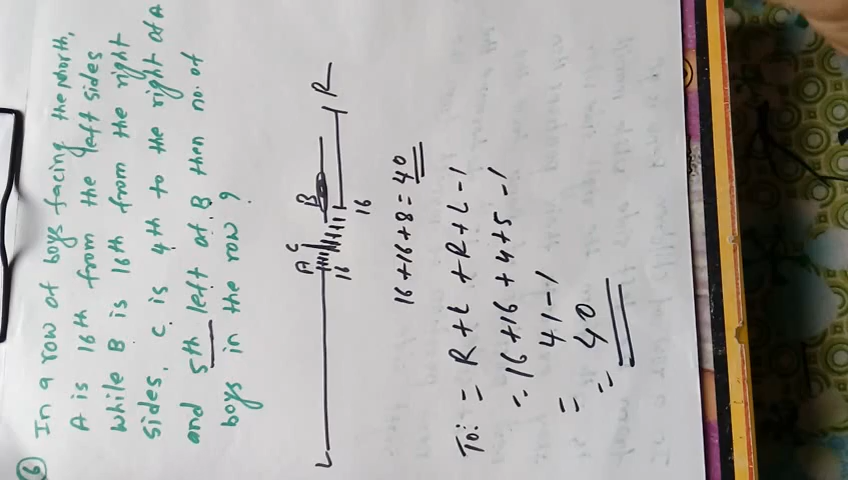 6 In a row of boys facing the North,
A is 16th from the left sides
while B is 16th from the right
sides. C is 4th to the right of A
and 5th left of B then no. of
boys in the row ?
A C B
L R
16 16
16+16+8=40
To: = R+L+R+L-1
= 16+16+4+5-1
= 41-1
= 40